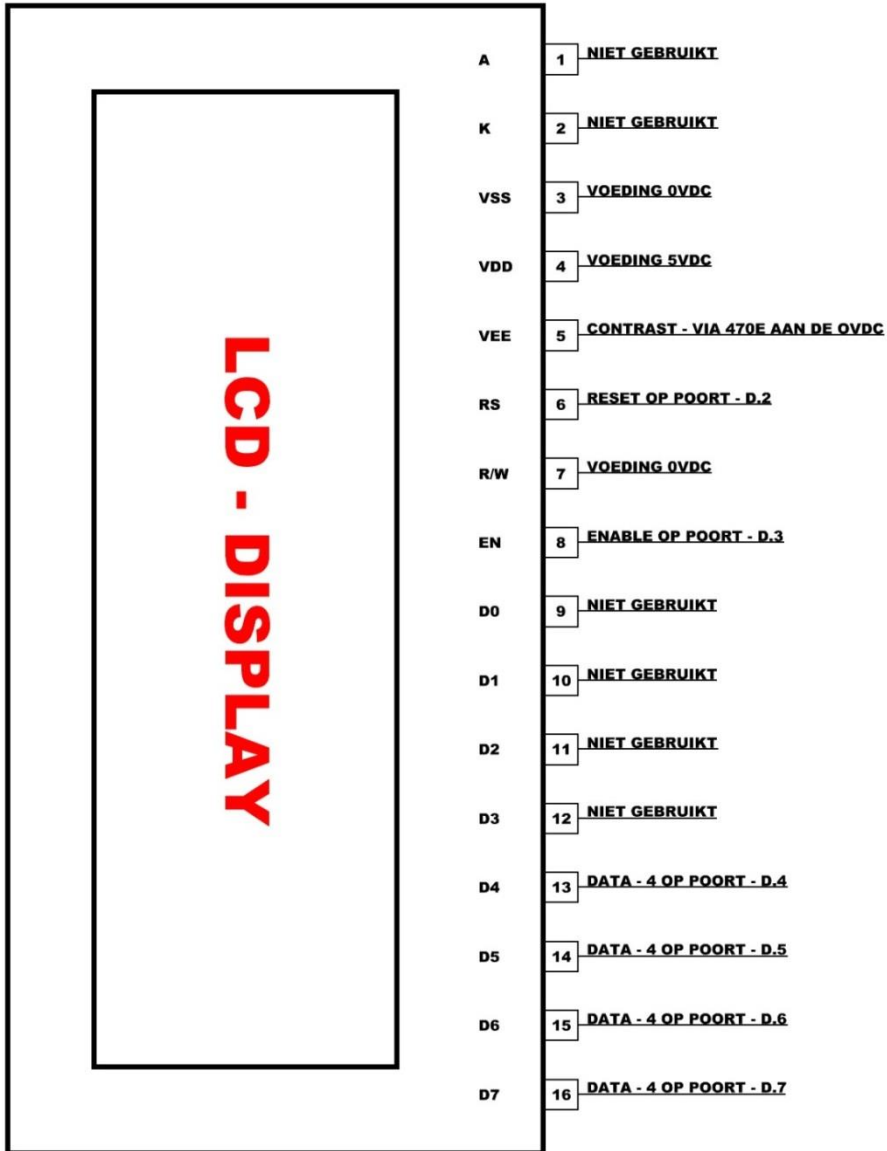 A 1 NIET GEBRUIKT
K 2 NIET GEBRUIKT
VSS 3 VOEDING 0VDC
VDD 4 VOEDING 5VDC
VEE 5 CONTRAST - VIA 470E AAN DE OVDC
RS 6 RESET OP POORT - D.2
R/W 7 VOEDING 0VDC
EN 8 ENABLE OP POORT - D.3
D0 9 NIET GEBRUIKT
D1 10 NIET GEBRUIKT
D2 11 NIET GEBRUIKT
D3 12 NIET GEBRUIKT
D4 13 DATA - 4 OP POORT - D.4
D5 14 DATA - 4 OP POORT - D.5
D6 15 DATA - 4 OP POORT - D.6
D7 16 DATA - 4 OP POORT - D.7
LCD - DISPLAY